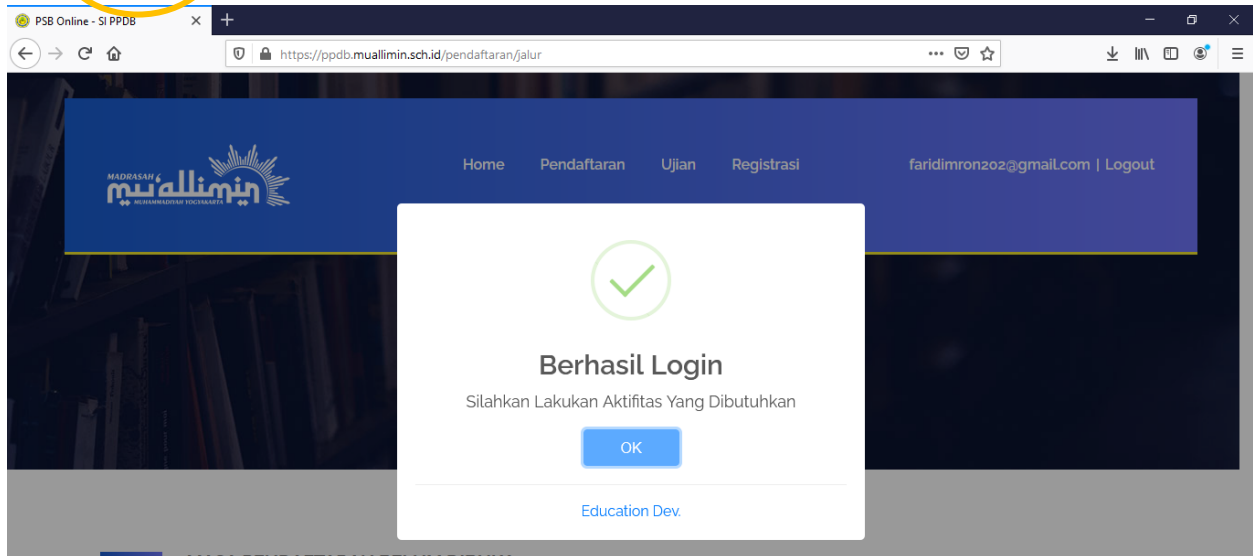 PSB Online - SI PPDB
https://ppdb.muallimin.sch.id/pendaftaran/jalur
MADRASAH
mu'allimin
MUHAMMADIYAH YOGYAKARTA
Home Pendaftaran Ujian Registrasi faridimron202@gmail.com | Logout
Berhasil Login
Silahkan Lakukan Aktifitas Yang Dibutuhkan
OK
Education Dev.